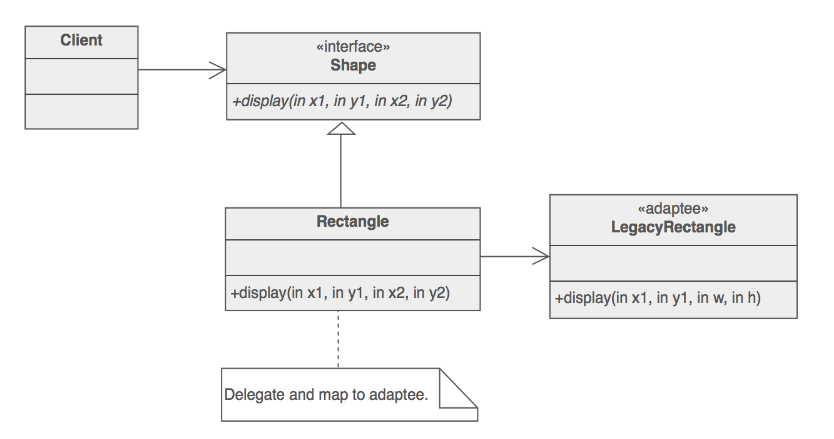 Client
«interface»
Shape
+display(in x1, in y1, in x2, in y2)
Rectangle
+display(in x1, in y1, in x2, in y2)
«adaptee»
LegacyRectangle
+display(in x1, in y1, in w, in h)
Delegate and map to adaptee.